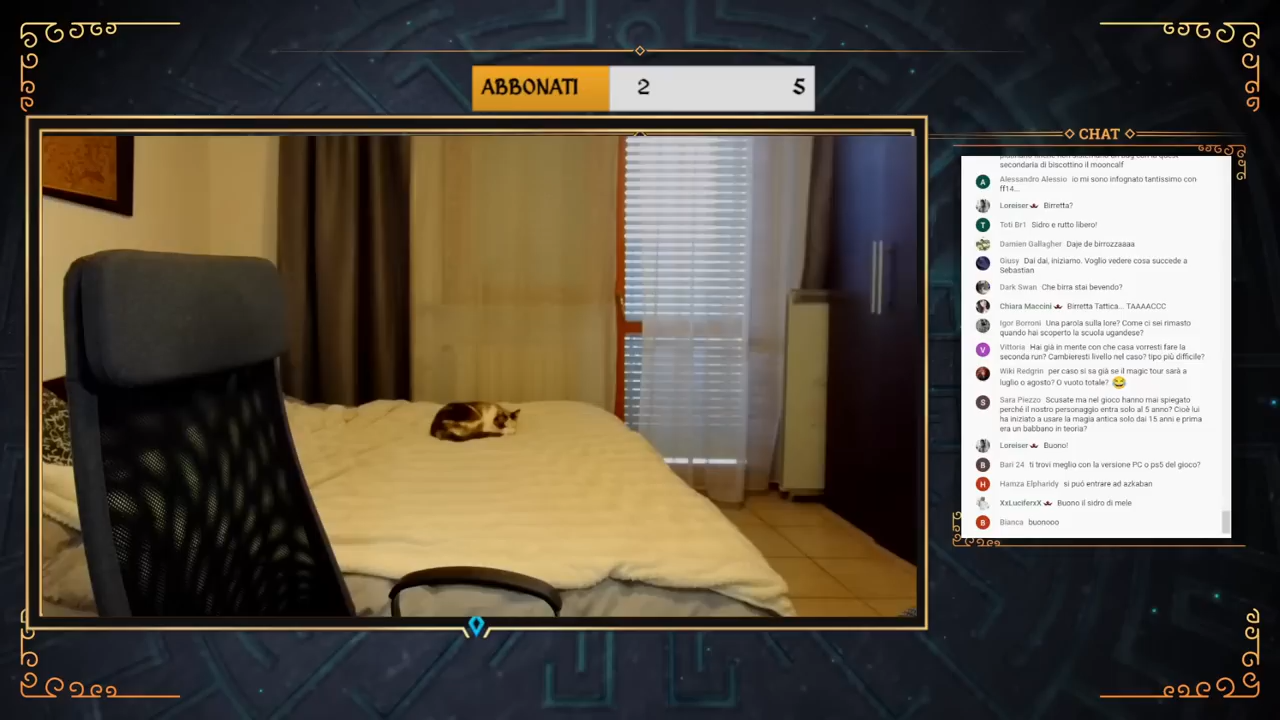 ABBONATI 2 5
CHAT
secondaria di biscottino il mooncalf
A Alessandro Alessio io mi sono infognato tantissimo con
ff14...
Loreiser Birretta?
T Toti Br1 Sidro e rutto libero!
Damien Gallagher Daje de birrozzaaaa
Giusy Dai dai, iniziamo. Voglio vedere cosa succede a
Sebastian
Dark Swan Che birra stai bevendo?
Chiara Maccini Birretta Tattica... TAAAACCC
Igor Borroni Una parola sulla lore? Come ci sei rimasto
quando hai scoperto la scuola ugandese?
V Vittoria Hai già in mente con che casa vorresti fare la
seconda run? Cambieresti livello nel caso? tipo più difficile?
Wiki Redgrin per caso si sa già se il magic tour sarà a
luglio o agosto? O vuoto totale? 😂
S Sara Piezzo Scusate ma nel gioco hanno mai spiegato
perché il nostro personaggio entra solo al 5 anno? Cioè lui
ha iniziato a usare la magia antica solo dai 15 anni e prima
era un babbano in teoria?
Loreiser Buono!
B Bari 24 ti trovi meglio con la versione PC o ps5 del gioco?
H Hamza Elpharidy si puó entrare ad azkaban
XxLuciferxX Buono il sidro di mele
B Bianca buonooo